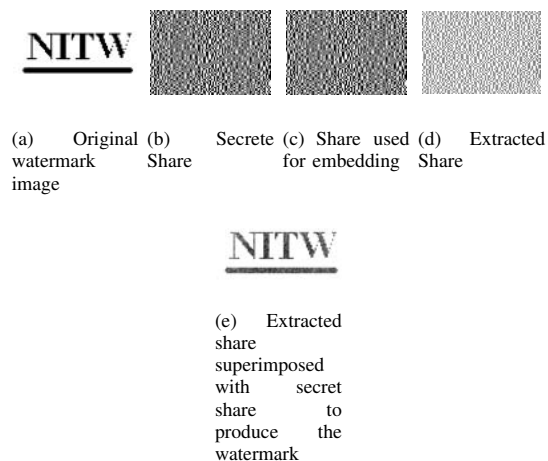 NITW
(a) Original watermark image
(b) Secrete Share
(c) Share used for embedding
(d) Extracted Share
NITW
(e) Extracted
share
superimposed
with secret
share to
produce the
watermark